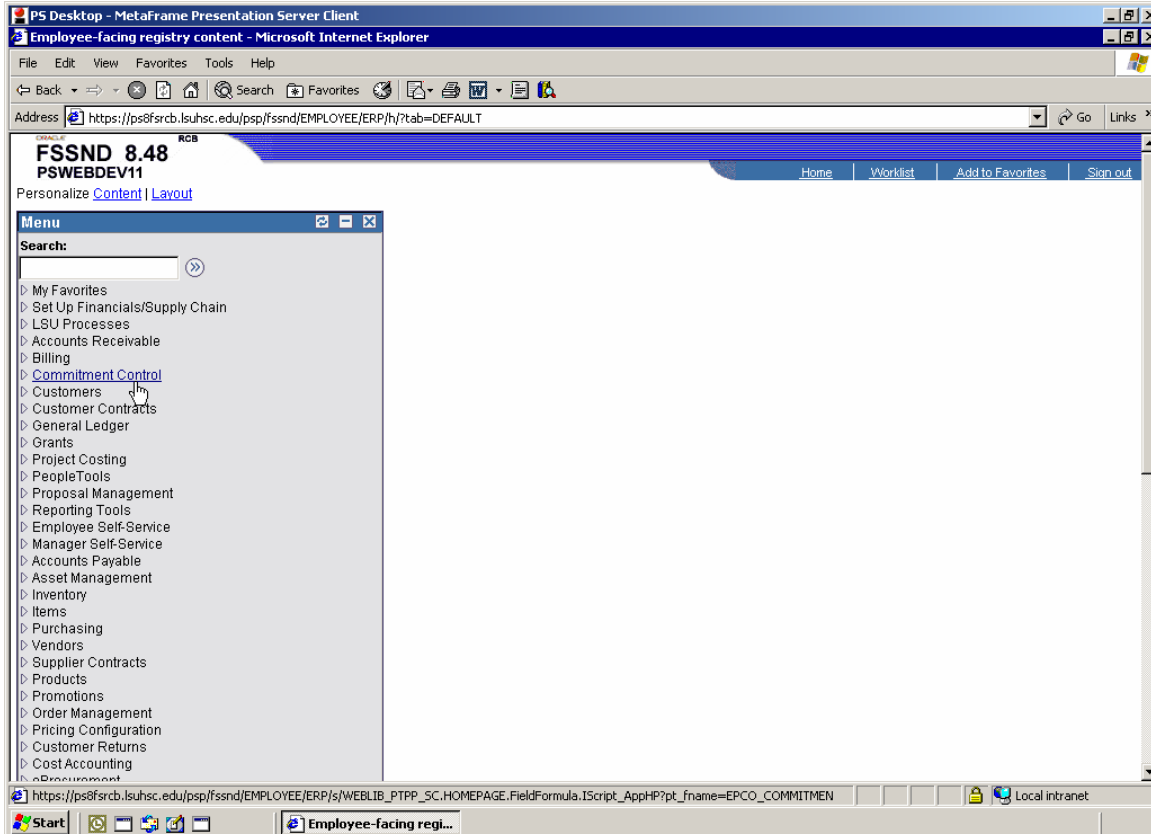 PS Desktop - MetaFrame Presentation Server Client
Employee-facing registry content - Microsoft Internet Explorer
File Edit View Favorites Tools Help
Back Search Favorites
Address https://ps8fsrcb.lsuhsc.edu/psp/fssnd/EMPLOYEE/ERP/h/?tab=DEFAULT Go Links »
ORACLE RCB
FSSND 8.48
PSWEBDEV11
Home Worklist Add to Favorites Sign out
Personalize Content | Layout
Menu
Search:
My Favorites
Set Up Financials/Supply Chain
LSU Processes
Accounts Receivable
Billing
Commitment Control
Customers
Customer Contracts
General Ledger
Grants
Project Costing
PeopleTools
Proposal Management
Reporting Tools
Employee Self-Service
Manager Self-Service
Accounts Payable
Asset Management
Inventory
Items
Purchasing
Vendors
Supplier Contracts
Products
Promotions
Order Management
Pricing Configuration
Customer Returns
Cost Accounting
eProcurement
https://ps8fsrcb.lsuhsc.edu/psp/fssnd/EMPLOYEE/ERP/s/WEBLIB_PTPP_SC.HOMEPAGE.FieldFormula.IScript_AppHP?pt_fname=EPCO_COMMITMEN Local intranet
Start Employee-facing regi...